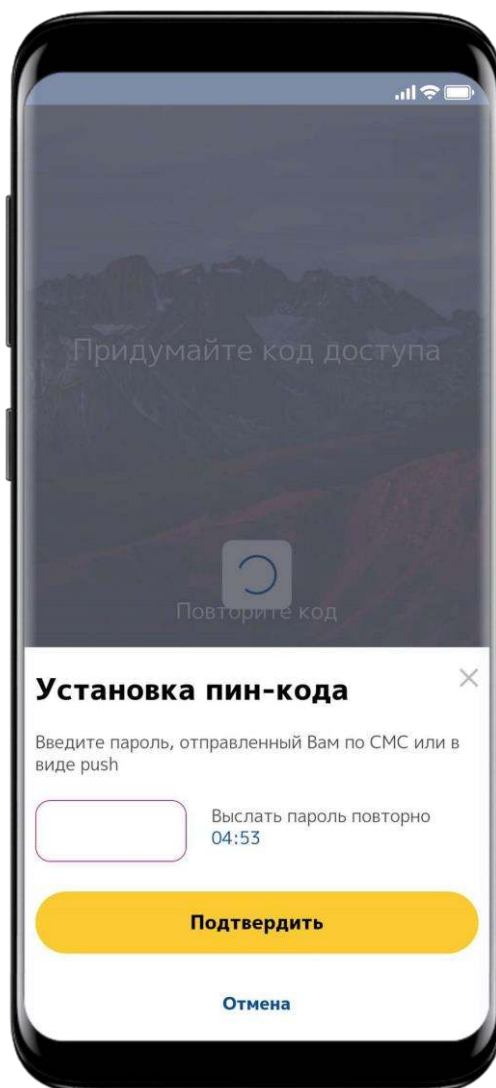 Придумайте код доступа
Повторите код
Установка пин-кода
Введите пароль, отправленный Вам по СМС или в
виде push
Выслать пароль повторно
04:53
Подтвердить
Отмена